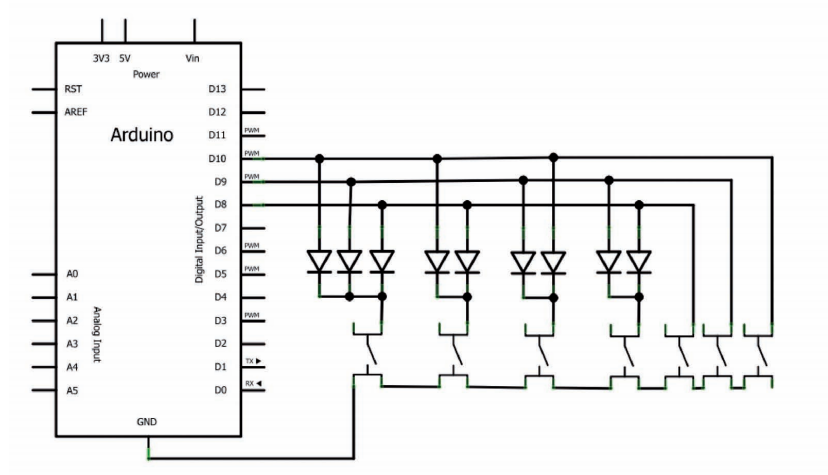 3V3 5V Vin
Power
RST D13
AREF D12
Arduino D11 PWM
D10 PWM
D9 PWM
D8
D7
D6 PWM
A0 D5 PWM
A1 D4
A2 D3 PWM
A3 D2
A4 D1 TX ▶
A5 D0 RX ◀
Digital Input/Output
Analog Input
GND